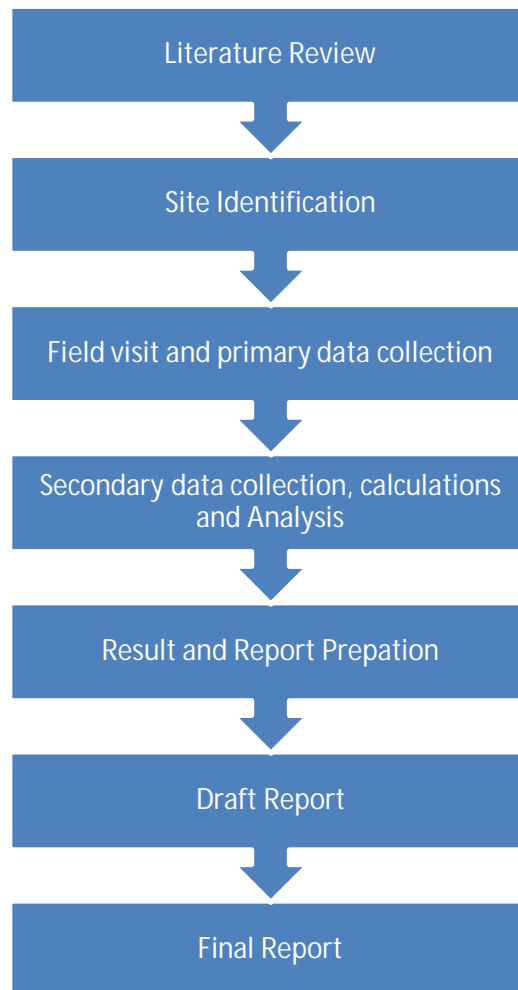 Literature Review
Site Identification
Field visit and primary data collection
Secondary data collection, calculations
and Analysis
Result and Report Prepation
Draft Report
Final Report